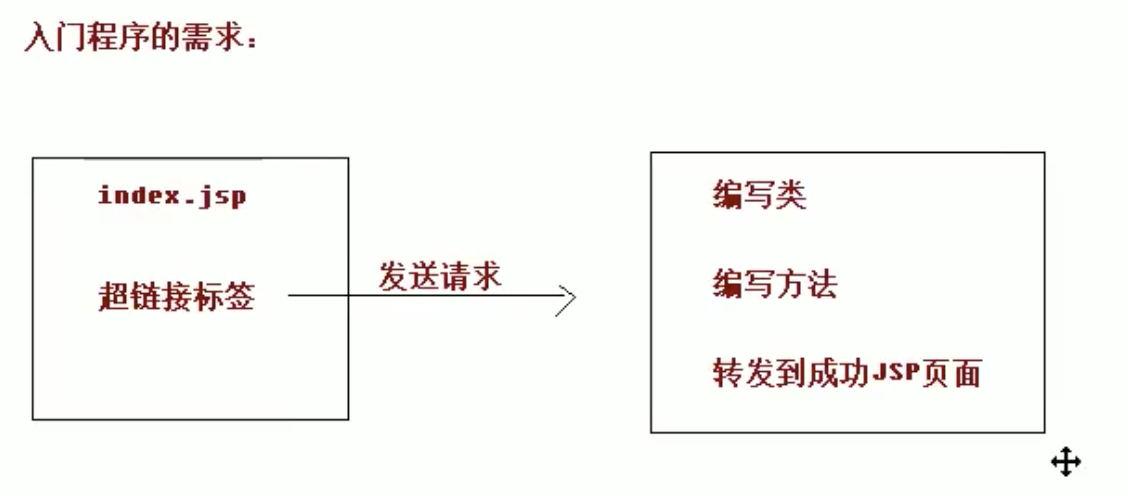 入门程序的需求：
index.jsp
超链接标签
发送请求
编写类
编写方法
转发到成功JSP页面